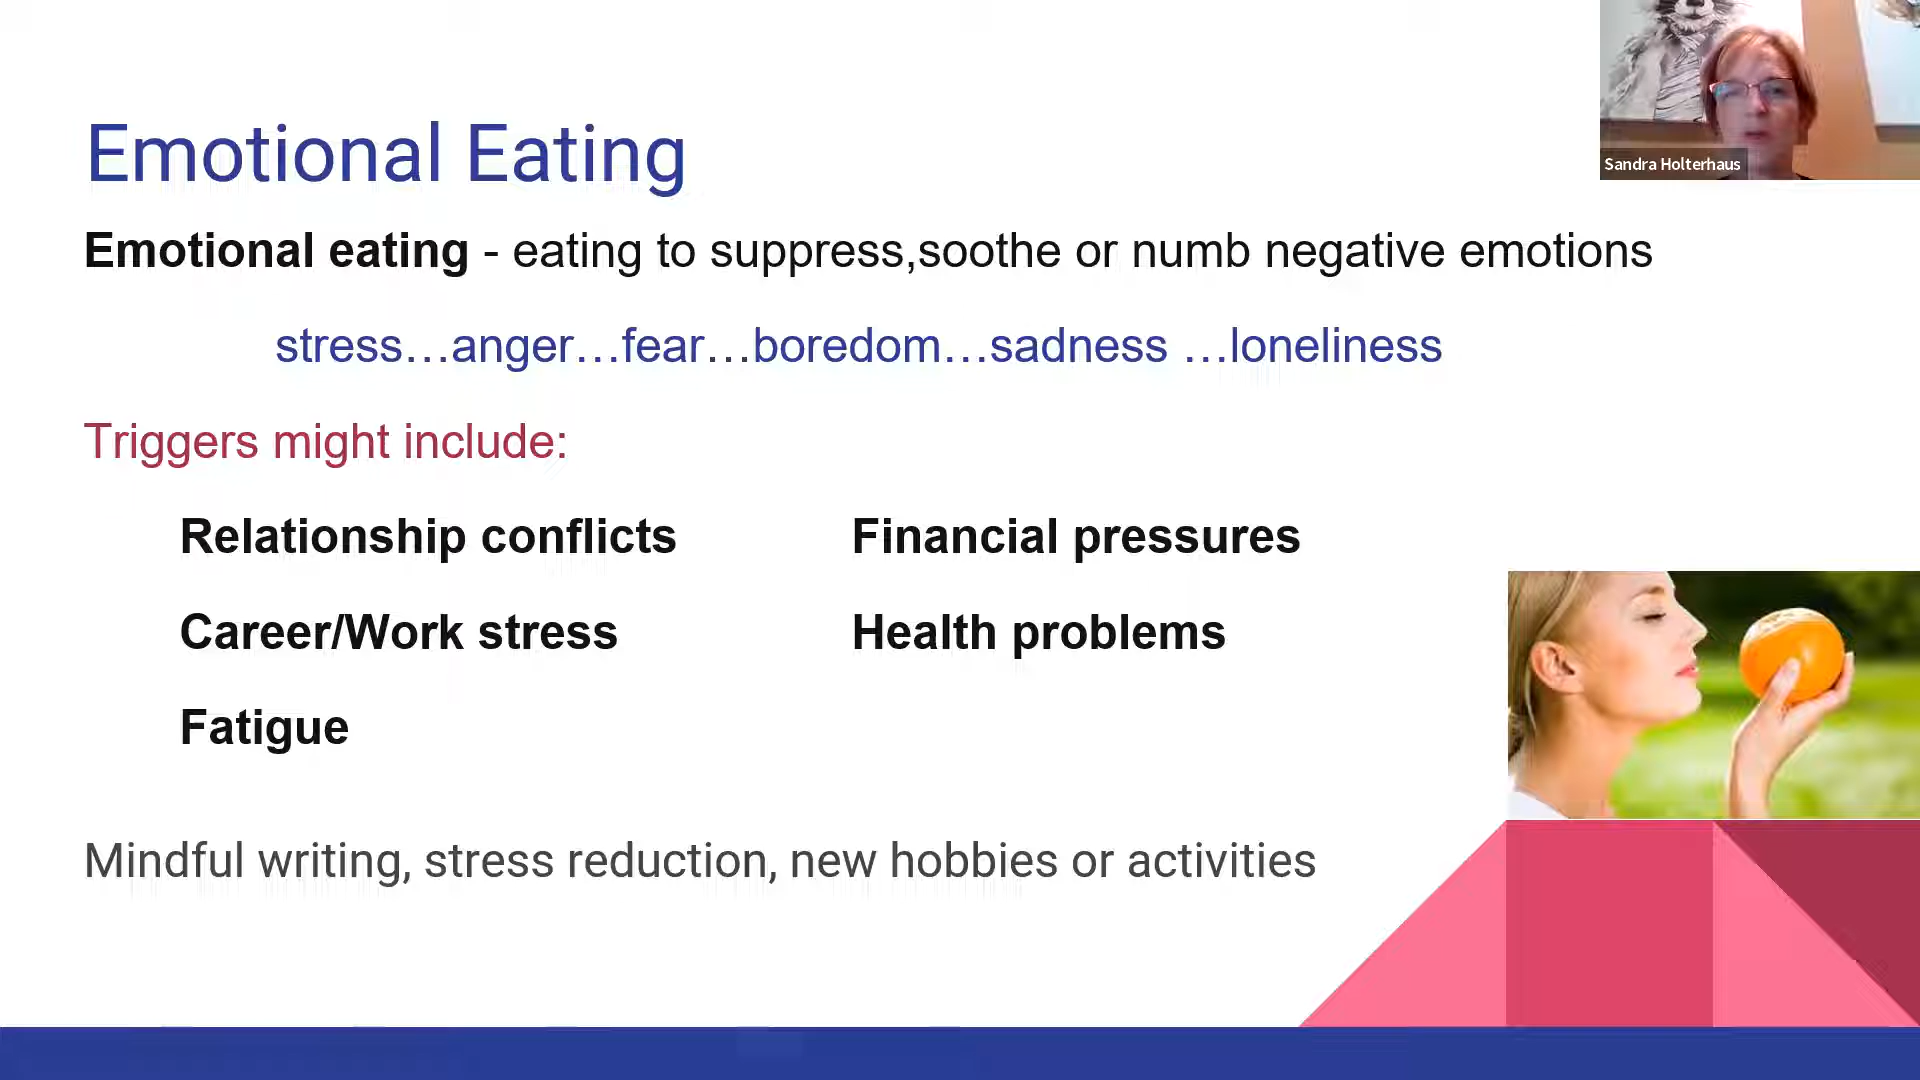 Sandra Holterhaus
Emotional Eating
Emotional eating - eating to suppress,soothe or numb negative emotions
stress…anger…fear…boredom…sadness …loneliness
Triggers might include:
Relationship conflicts Financial pressures
Career/Work stress Health problems
Fatigue
Mindful writing, stress reduction, new hobbies or activities